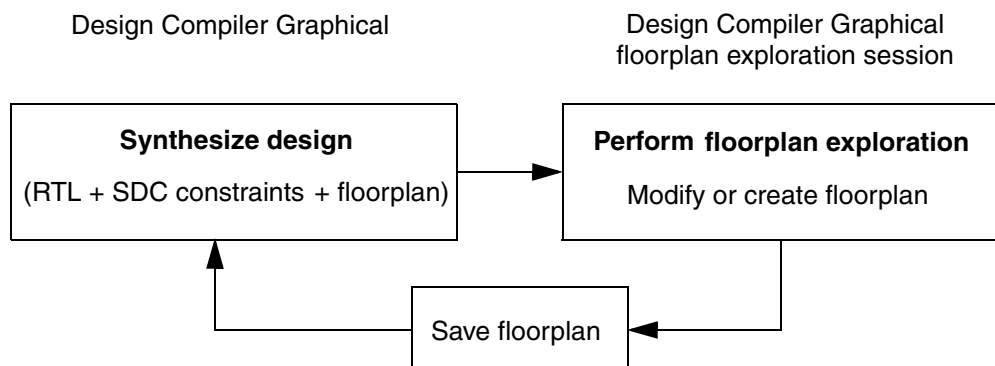 Design Compiler Graphical
Design Compiler Graphical
floorplan exploration session
Synthesize design
(RTL + SDC constraints + floorplan)
Perform floorplan exploration
Modify or create floorplan
Save floorplan